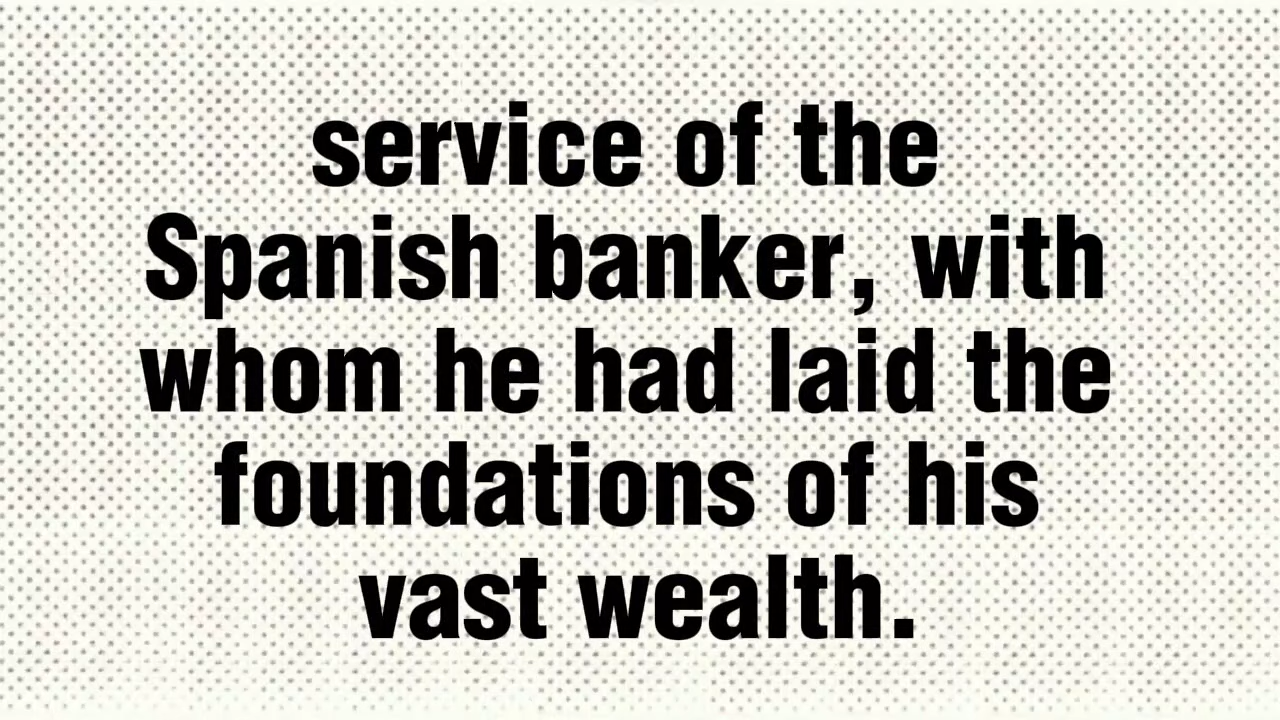 service of the
Spanish banker, with
whom he had laid the
foundations of his
vast wealth.